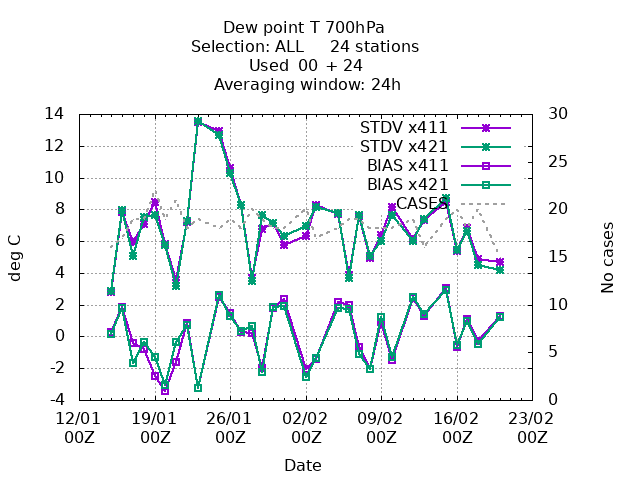 Dew point T 700hPa
Selection: ALL     24 stations
Used  00  + 24
Averaging window: 24h
14
12
10
8
6
4
2
0
-2
-4
30
25
20
15
10
5
0
deg C
No cases
STDV x411
STDV x421
BIAS x411
BIAS x421
CASES
12/01 19/01 26/01 02/02 09/02 16/02 23/02
00Z 00Z 00Z 00Z 00Z 00Z 00Z
Date